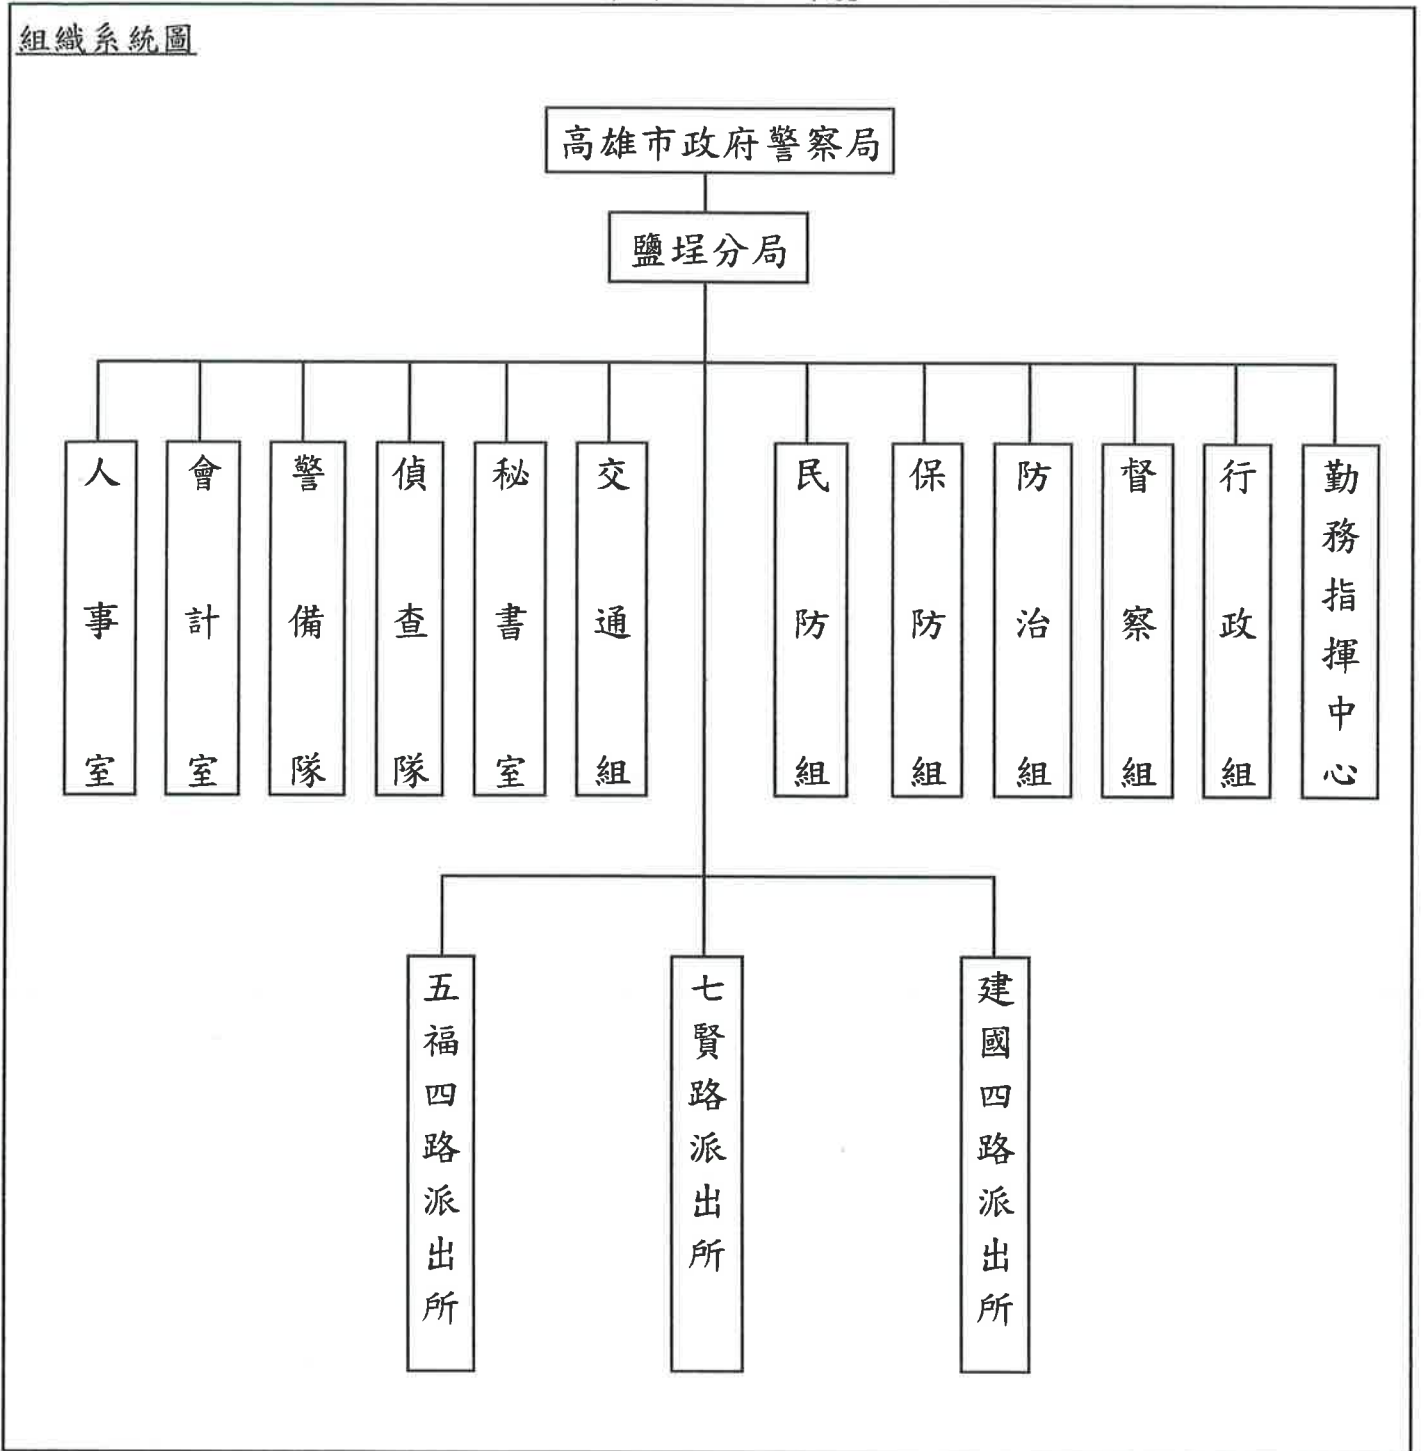 組織系統圖
高雄市政府警察局
鹽埕分局
人事室
會計室
警備隊
偵查隊
秘書室
交通組
民防組
保防組
防治組
督察組
行政組
勤務指揮中心
五福四路派出所
七賢路派出所
建國四路派出所